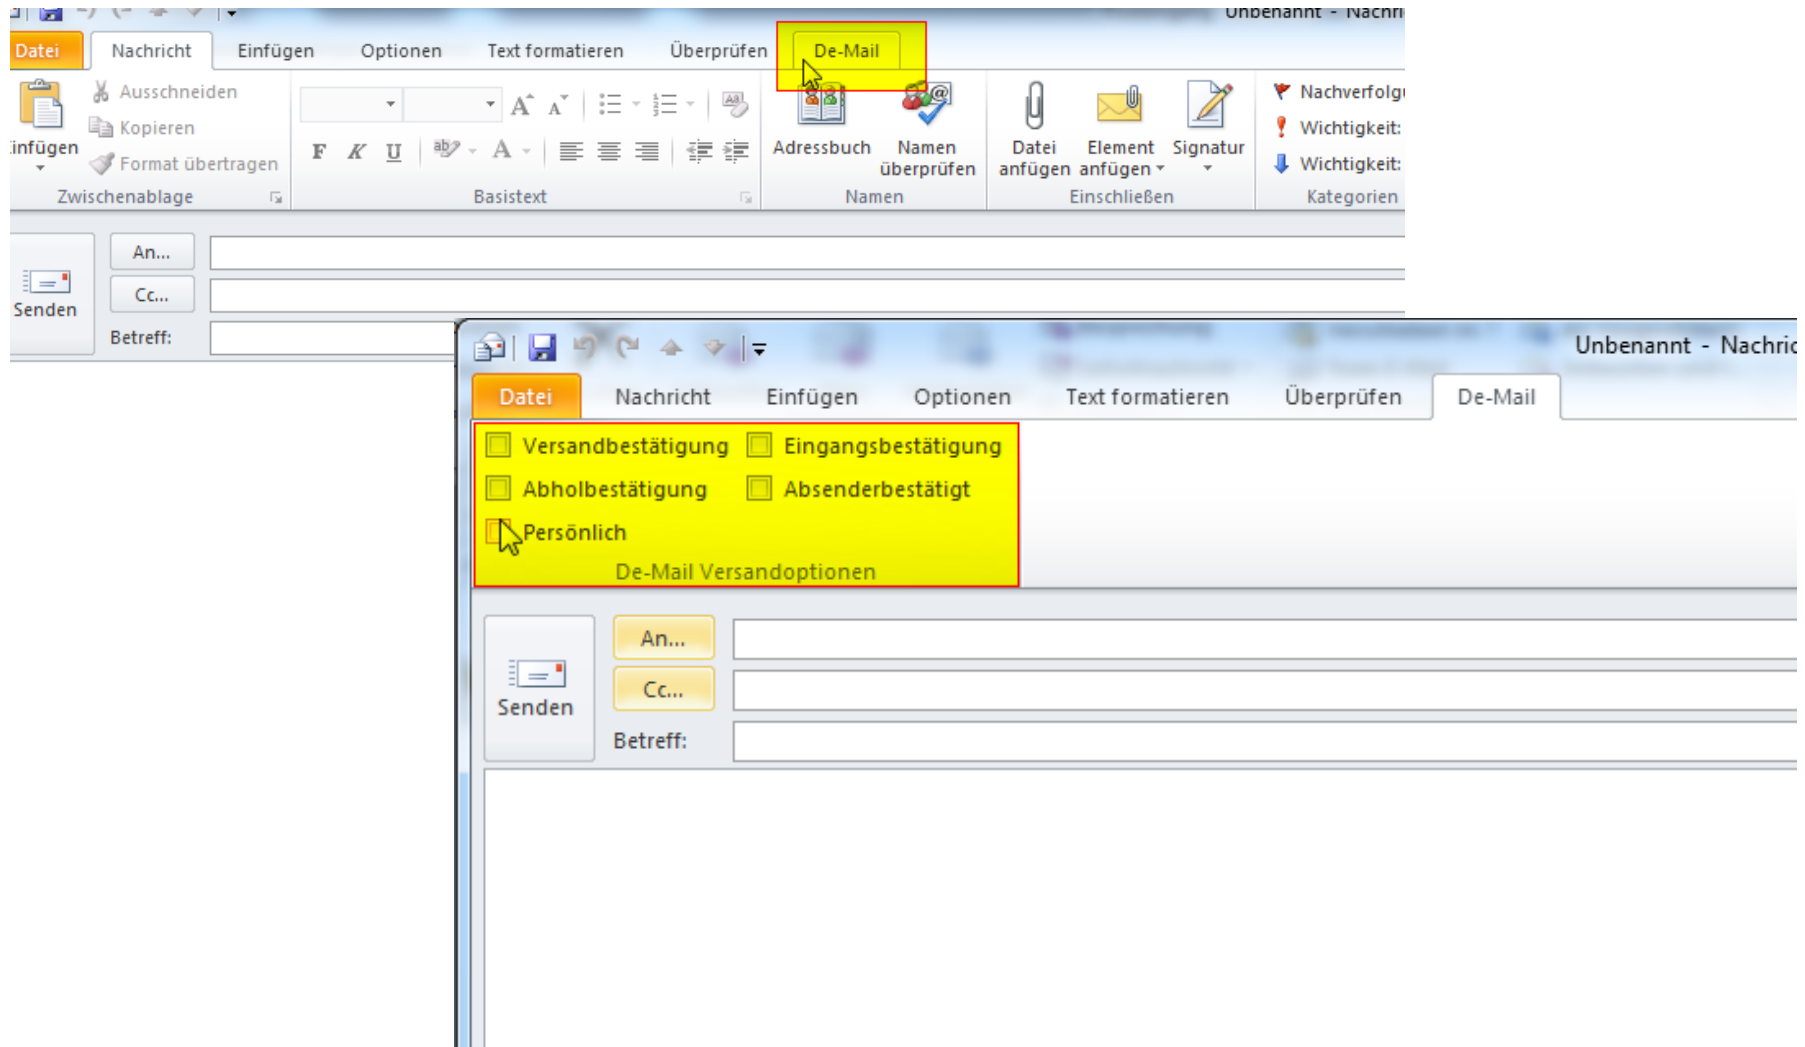 Unbenannt - Nachri
Datei Nachricht Einfügen Optionen Text formatieren Überprüfen De-Mail
Ausschneiden
Kopieren
Format übertragen
infügen
Zwischenablage
F K U
Basistext
Adressbuch Namen überprüfen
Namen
Datei anfügen Element anfügen Signatur
Einschließen
Nachverfolgu
Wichtigkeit:
Wichtigkeit:
Kategorien
Senden
An...
Cc...
Betreff:
Unbenannt - Nachric
Datei Nachricht Einfügen Optionen Text formatieren Überprüfen De-Mail
Versandbestätigung Eingangsbestätigung
Abholbestätigung Absenderbestätigt
Persönlich
De-Mail Versandoptionen
Senden
An...
Cc...
Betreff: